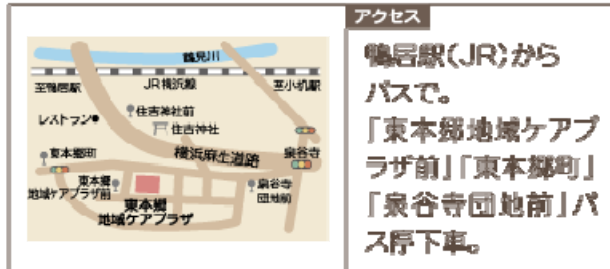 鶴見川
JR横浜線
至鴨居駅
至小机駅
住吉神社前
レストラン
住吉神社
横浜麻生道路
泉谷寺
東本郷町
東本郷
地域ケアプラザ前
泉谷寺
団地前
東本郷
地域ケアプラザ
アクセス
鴨居駅(JR)から
バスで。
「東本郷地域ケアプ
ラザ前」「東本郷町」
「泉谷寺団地前」バ
ス停下車。